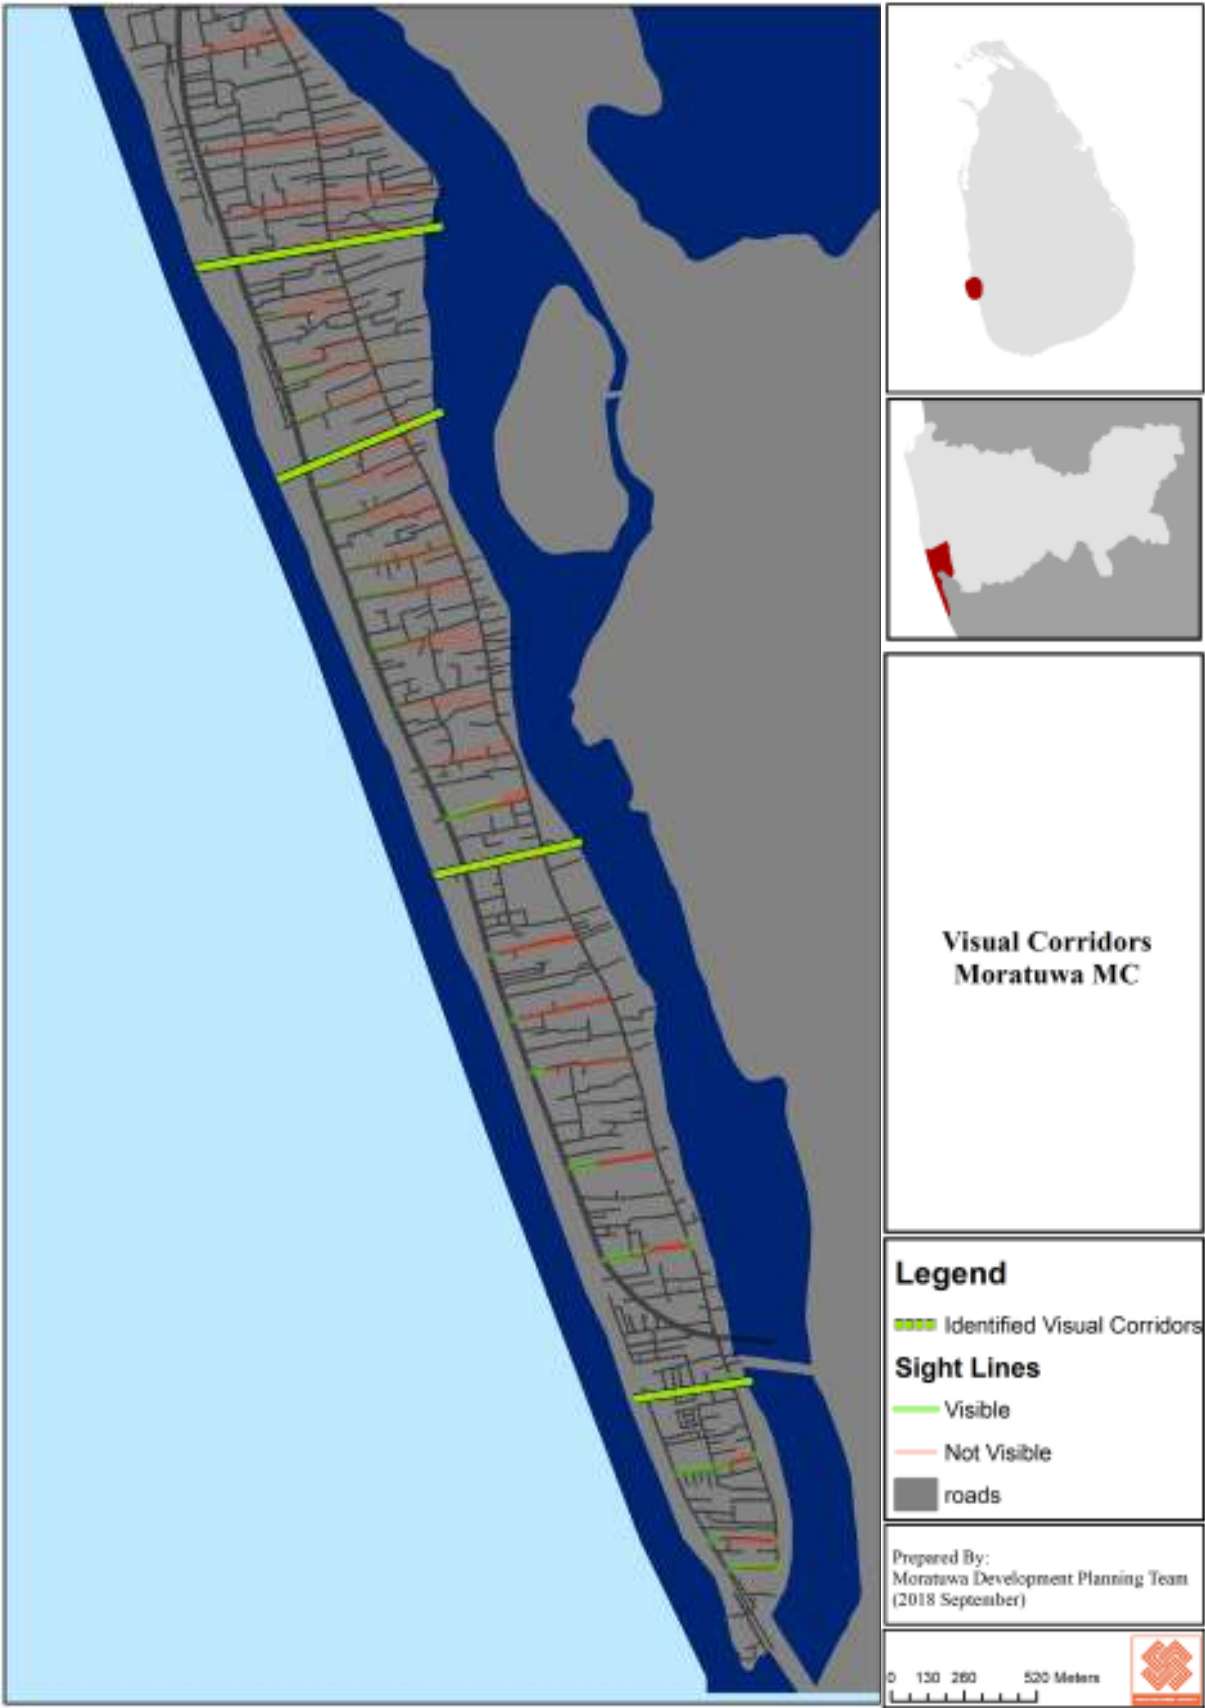 Visual Corridors
Moratuwa MC
Legend
Identified Visual Corridors
Sight Lines
Visible
Not Visible
roads
Prepared By:
Moratuwa Development Planning Team
(2018 September)
0 130 260 520 Meters